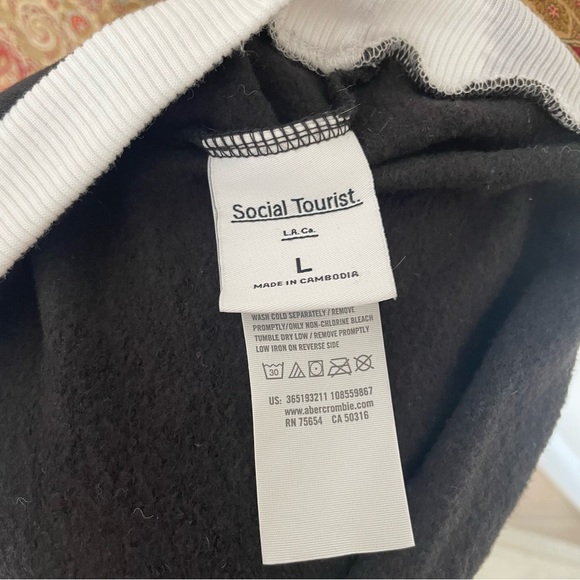 Social Tourist.
L.A. Ca.
L
MADE IN CAMBODIA
WASH COLD SEPARATELY / REMOVE
PROMPTLY/ONLY NON-CHLORINE BLEACH
TUMBLE DRY LOW / REMOVE PROMPTLY
LOW IRON ON REVERSE SIDE
30
US: 365193211 108559867
www.abercrombie.com
RN 75654 CA 50316